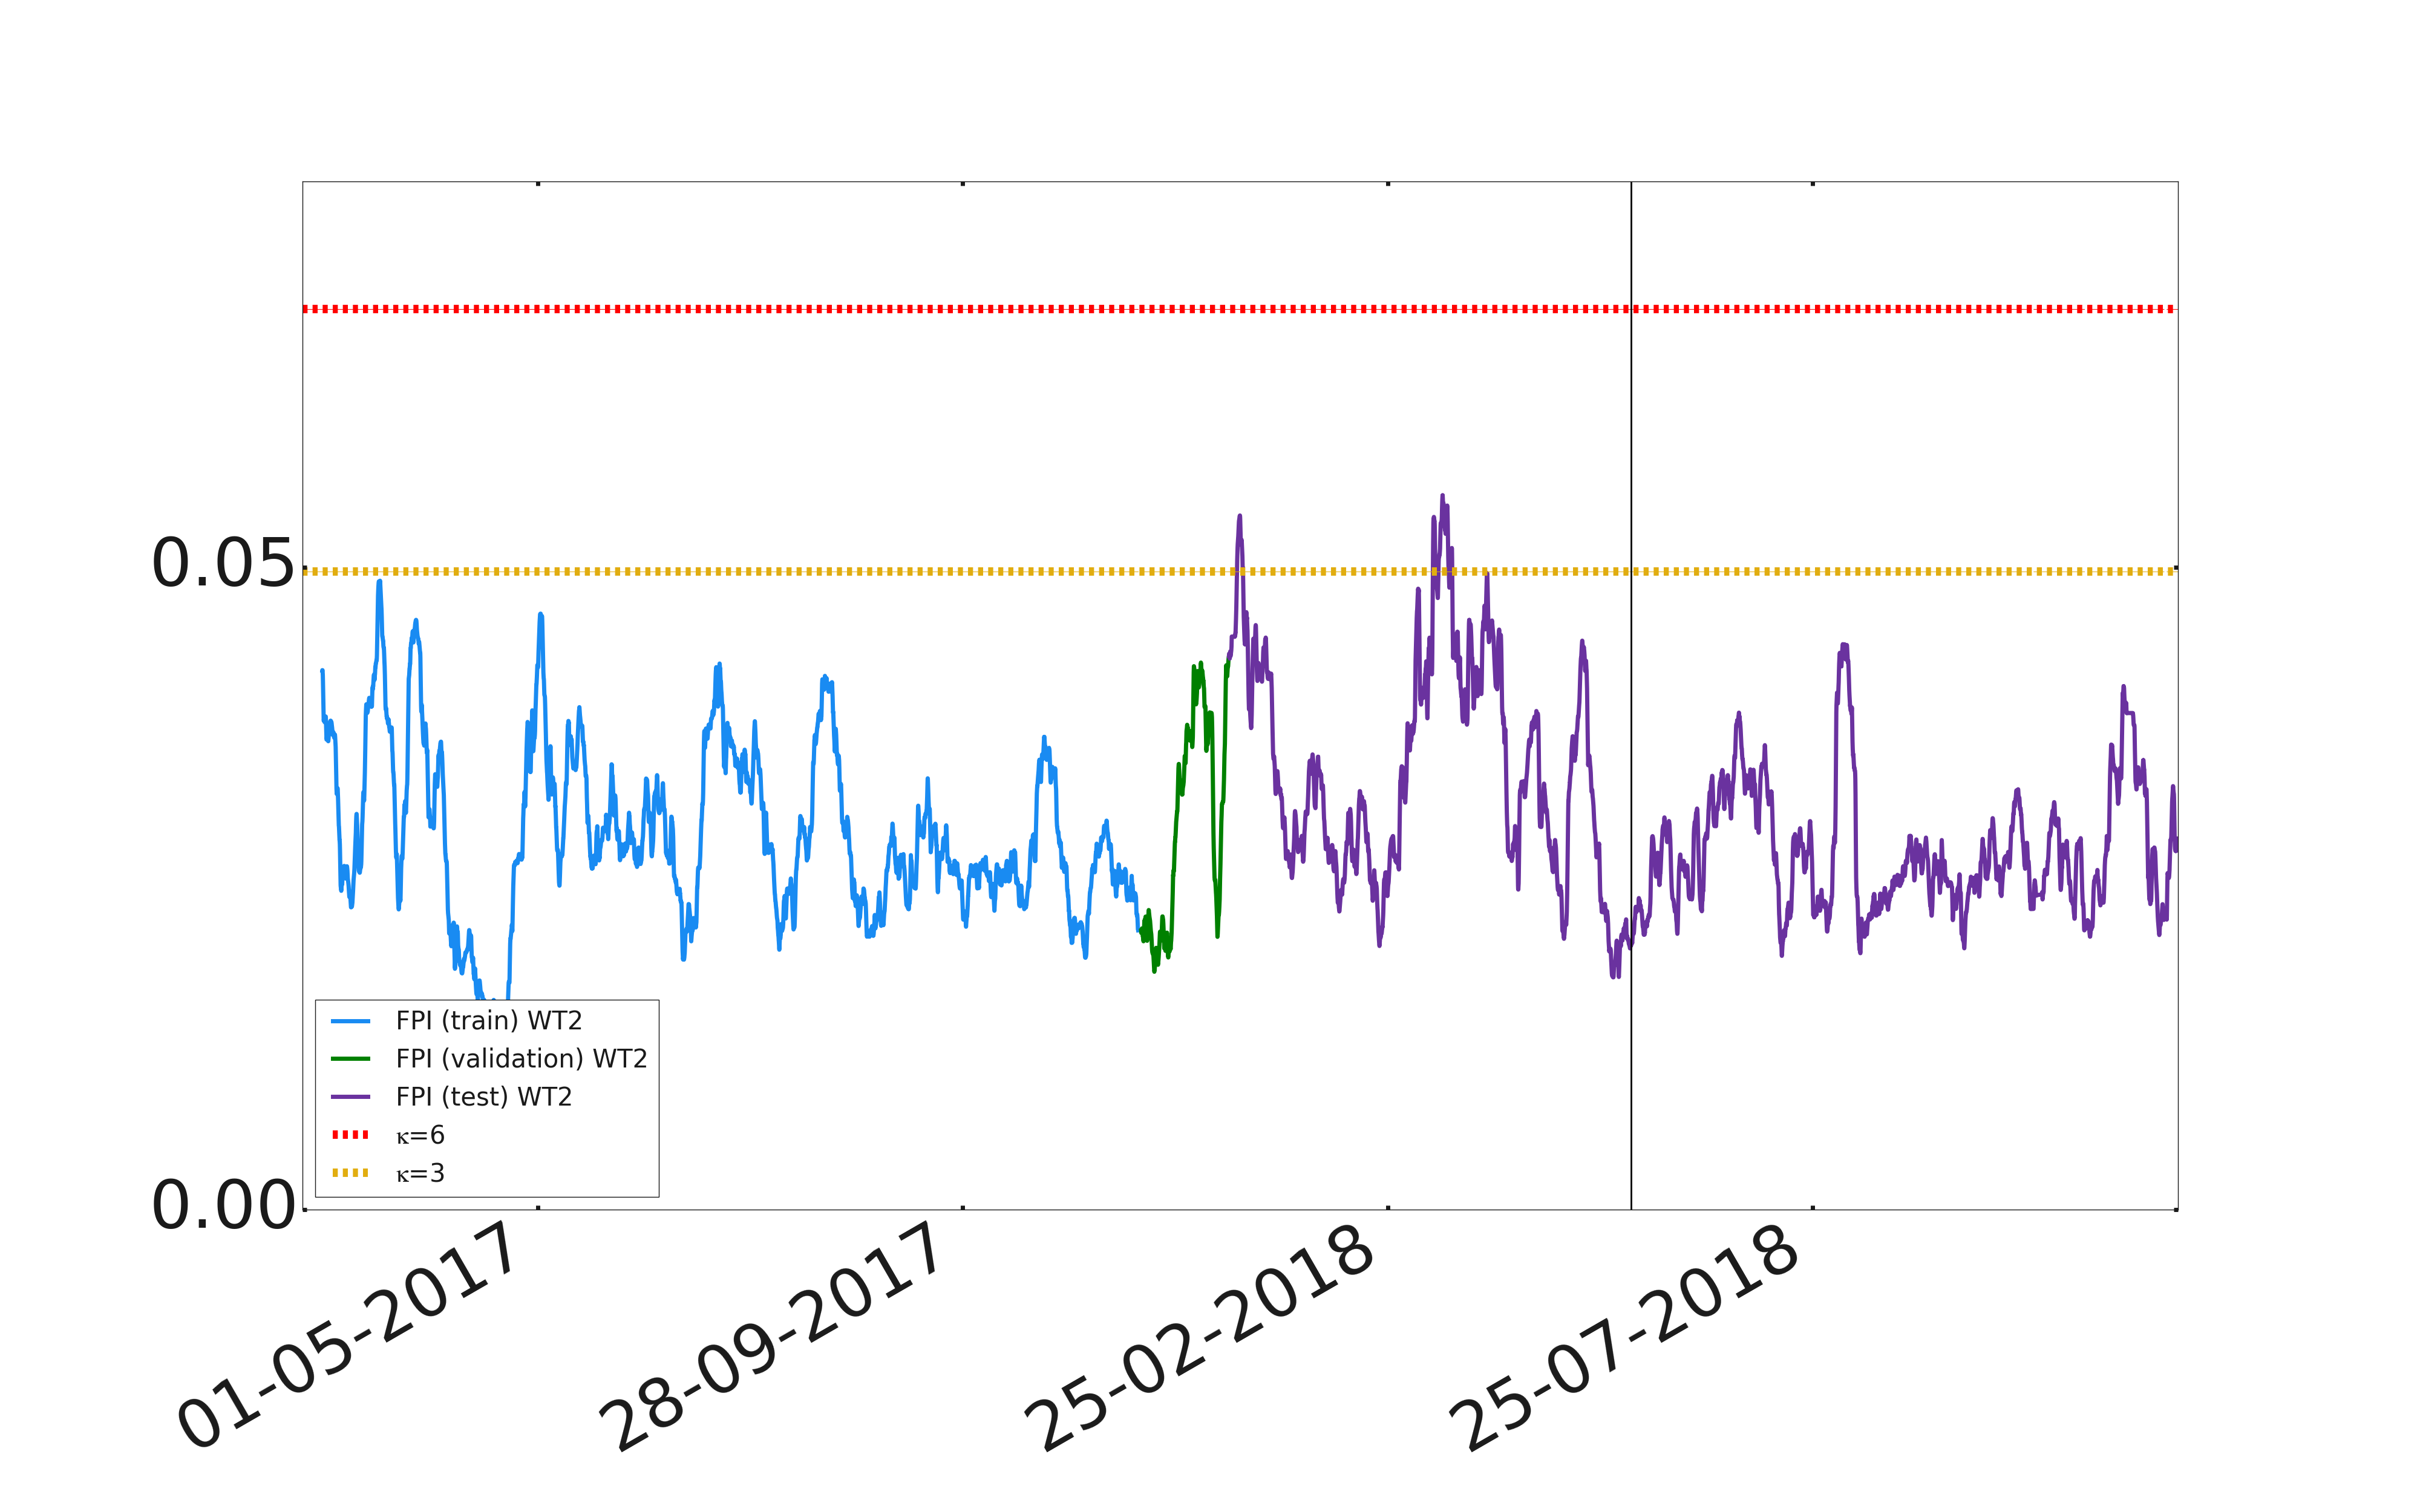 0.05
0.00
FPI (train) WT2
FPI (validation) WT2
FPI (test) WT2
κ=6
κ=3
01-05-2017
28-09-2017
25-02-2018
25-07-2018